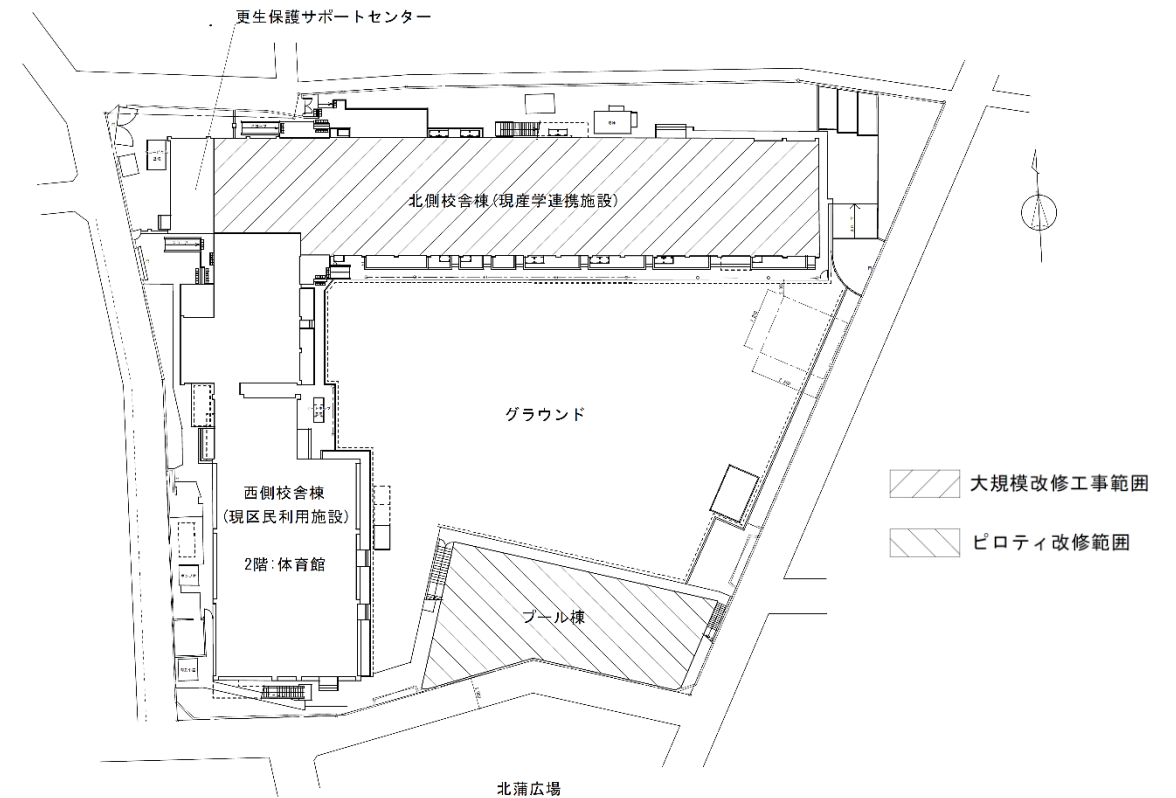 更生保護サポートセンター
北側校舎棟(現産学連携施設)
グラウンド
西側校舎棟
(現区民利用施設)
2階:体育館
大規模改修工事範囲
ピロティ改修範囲
プール棟
北蒲広場